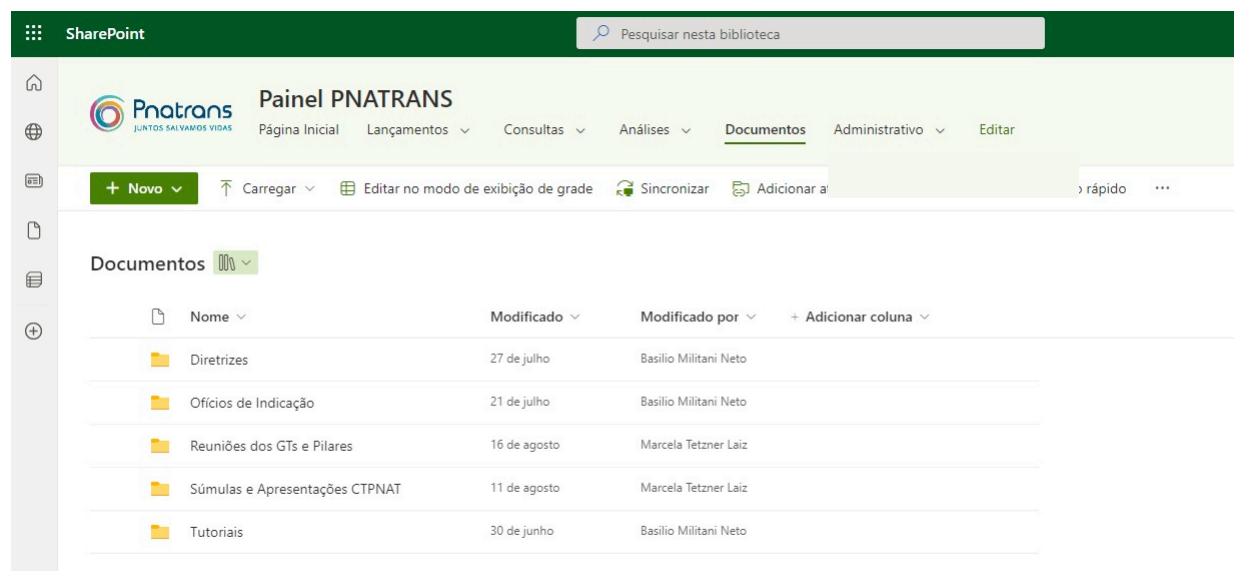 SharePoint
Pesquisar nesta biblioteca
Pnatrans
JUNTOS SALVAMOS VIDAS
Painel PNATRANS
Página Inicial Lançamentos Consultas Análises Documentos Administrativo Editar
+ Novo Carregar Editar no modo de exibição de grade Sincronizar Adicionar rápido ...
Documentos
Nome Modificado Modificado por + Adicionar coluna
Diretrizes 27 de julho Basilio Militani Neto
Ofícios de Indicação 21 de julho Basilio Militani Neto
Reuniões dos GTs e Pilares 16 de agosto Marcela Tetzner Laiz
Súmulas e Apresentações CTPNAT 11 de agosto Marcela Tetzner Laiz
Tutoriais 30 de junho Basilio Militani Neto